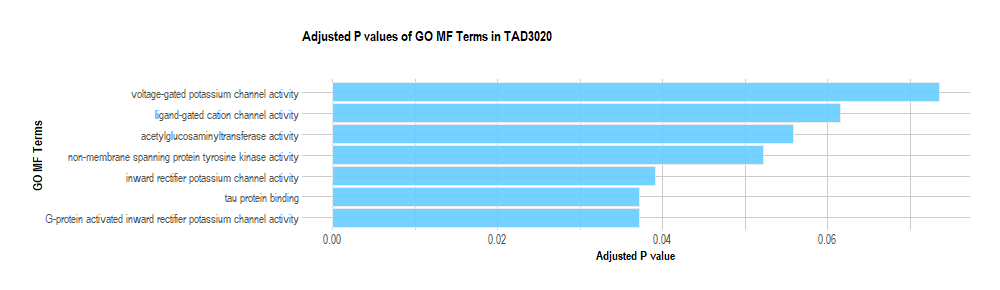 Adjusted P values of GO MF Terms in TAD3020
GO MF Terms
voltage-gated potassium channel activity
ligand-gated cation channel activity
acetylglucosaminyltransferase activity
non-membrane spanning protein tyrosine kinase activity
inward rectifier potassium channel activity
tau protein binding
G-protein activated inward rectifier potassium channel activity
0.00 0.02 0.04 0.06
Adjusted P value